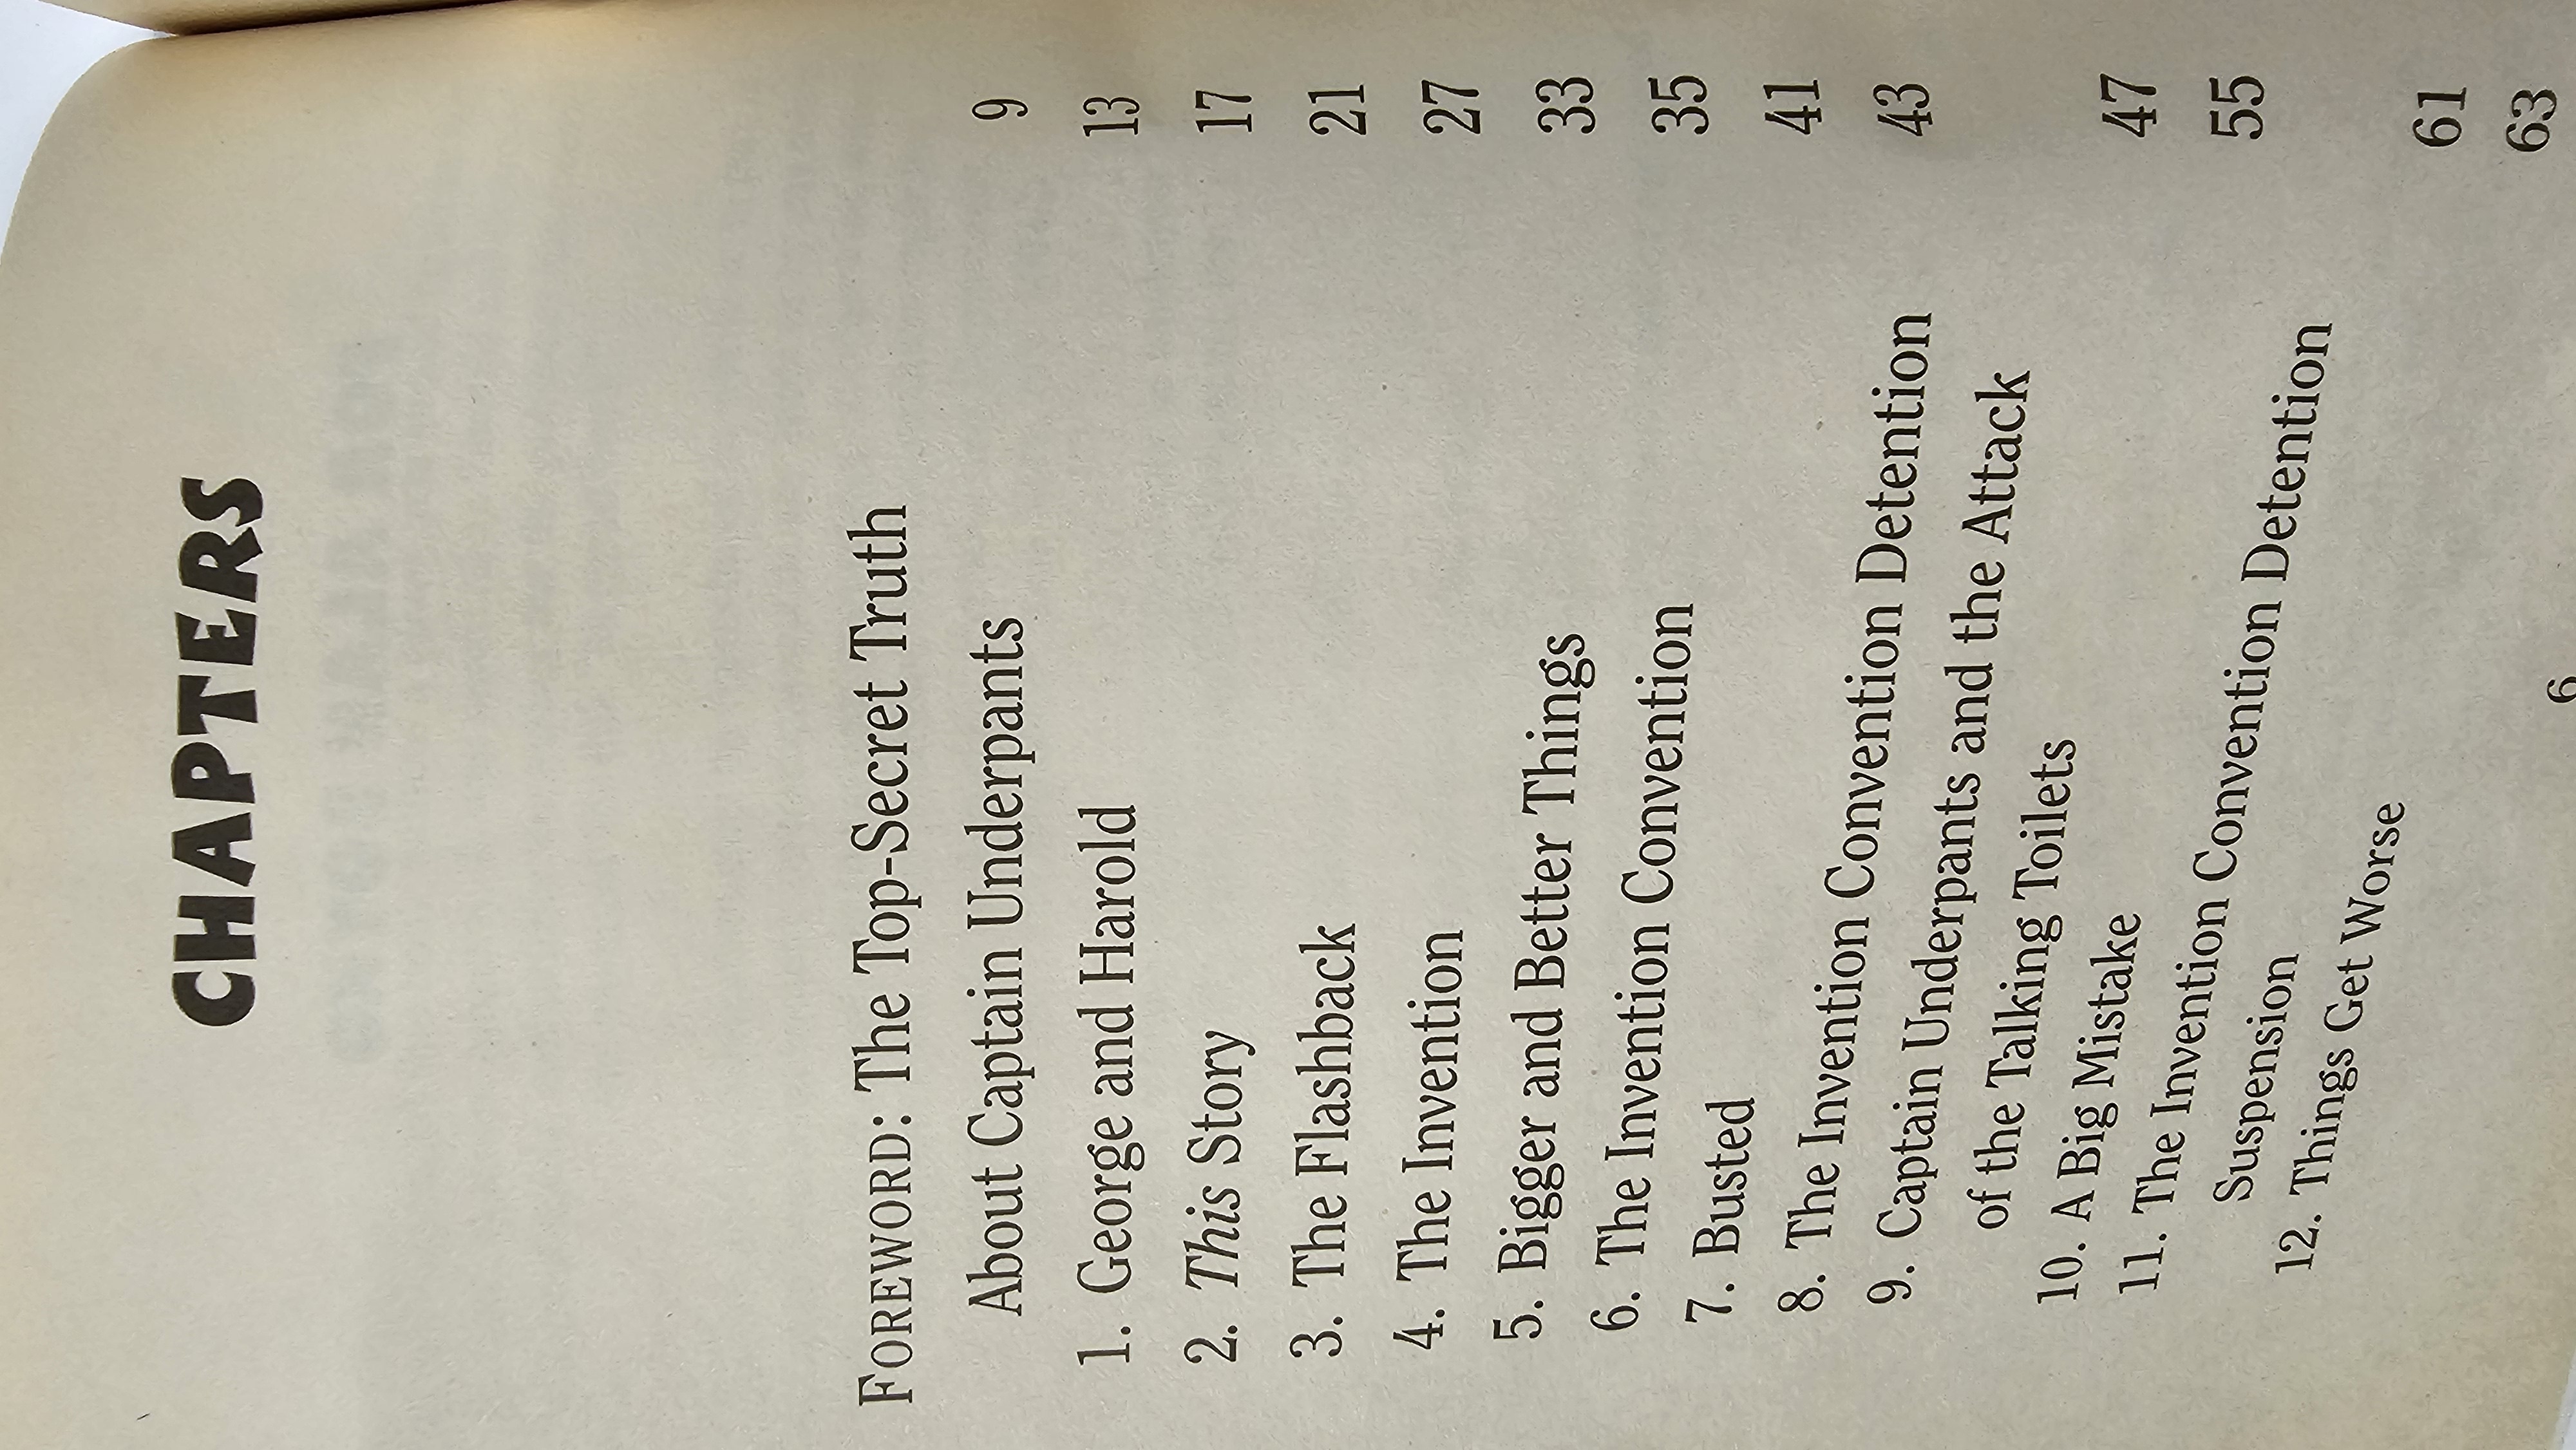 CHAPTERS
FOREWORD: The Top-Secret Truth
About Captain Underpants 9
1. George and Harold 13
2. This Story 17
3. The Flashback 21
4. The Invention 27
5. Bigger and Better Things 33
6. The Invention Convention 35
7. Busted 41
8. The Invention Convention Detention 43
9. Captain Underpants and the Attack
of the Talking Toilets 47
10. A Big Mistake 55
11. The Invention Convention Detention
Suspension 61
12. Things Get Worse 63
6